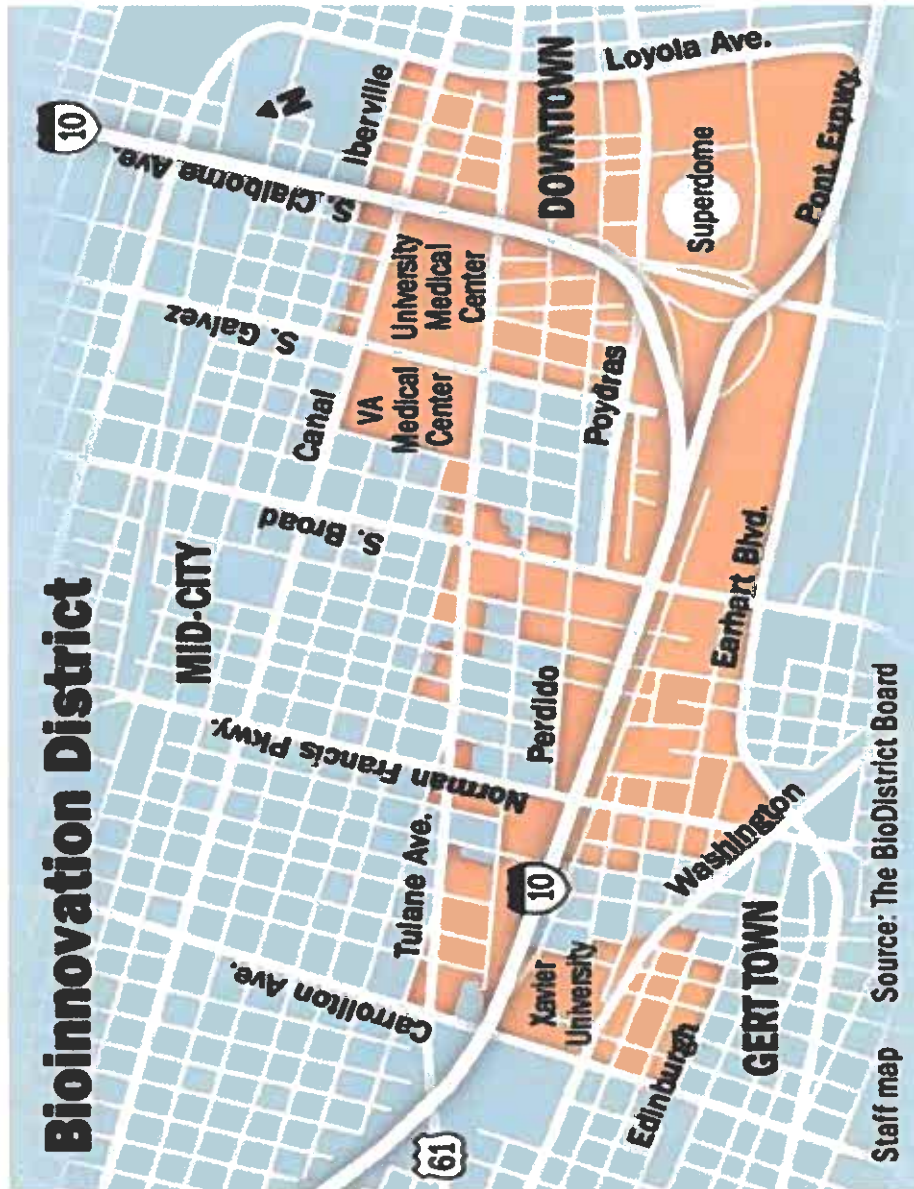 Bioinnovation District
10
N
S. Claiborne Ave.
Iberville
Loyola Ave.
DOWNTOWN
S. Galvez
University
Medical
Center
Superdome
Pont. Expwy.
Canal
VA
Medical
Center
Poydras
MID-CITY
S. Broad
Earhart Blvd.
Norman Francis Pkwy.
Perdido
Tulane Ave.
10
Washington
Carrollton Ave.
Xavier
University
GERT TOWN
Edinburgh
61
Staff map
Source: The BioDistrict Board